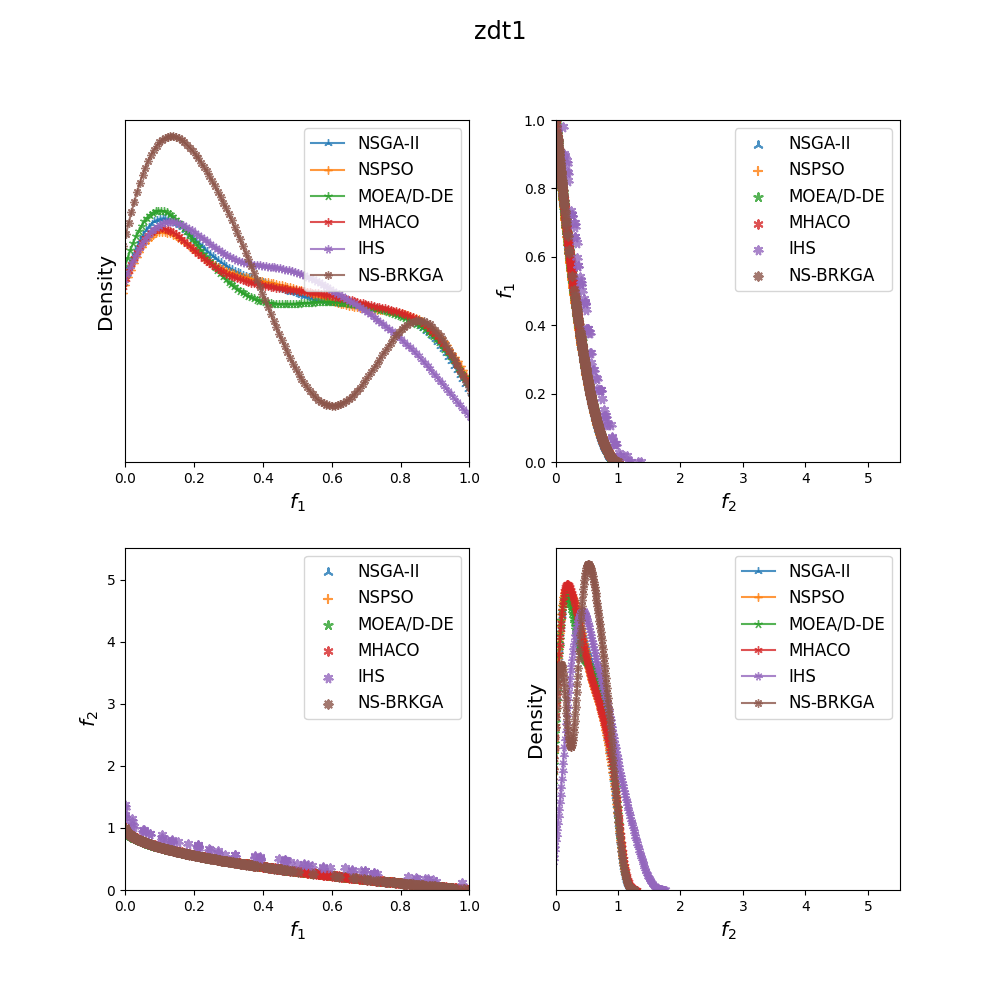 zdt1
Density
NSGA-II
NSPSO
MOEA/D-DE
MHACO
IHS
NS-BRKGA
0.0 0.2 0.4 0.6 0.8 1.0
f1
f1
1.0
0.8
0.6
0.4
0.2
0.0
NSGA-II
NSPSO
MOEA/D-DE
MHACO
IHS
NS-BRKGA
0 1 2 3 4 5
f2
f2
5
4
3
2
1
0
NSGA-II
NSPSO
MOEA/D-DE
MHACO
IHS
NS-BRKGA
0.0 0.2 0.4 0.6 0.8 1.0
f1
Density
NSGA-II
NSPSO
MOEA/D-DE
MHACO
IHS
NS-BRKGA
0 1 2 3 4 5
f2